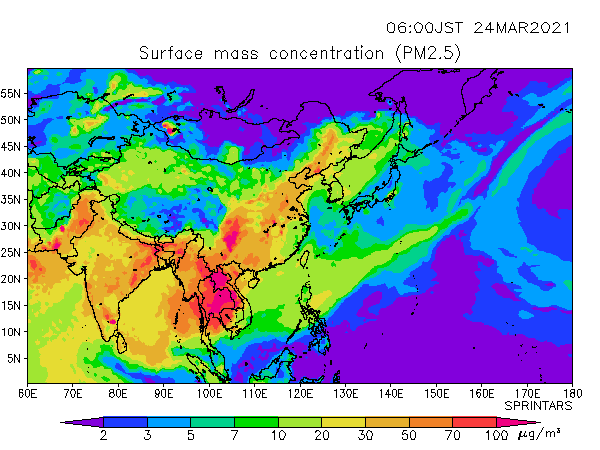 06:00JST 24MAR2021
Surface mass concentration (PM2.5)
55N
50N
45N
40N
35N
30N
25N
20N
15N
10N
5N
60E 70E 80E 90E 100E 110E 120E 130E 140E 150E 160E 170E 180
SPRINTARS
2 3 5 7 10 20 30 50 70 100 μg/m³